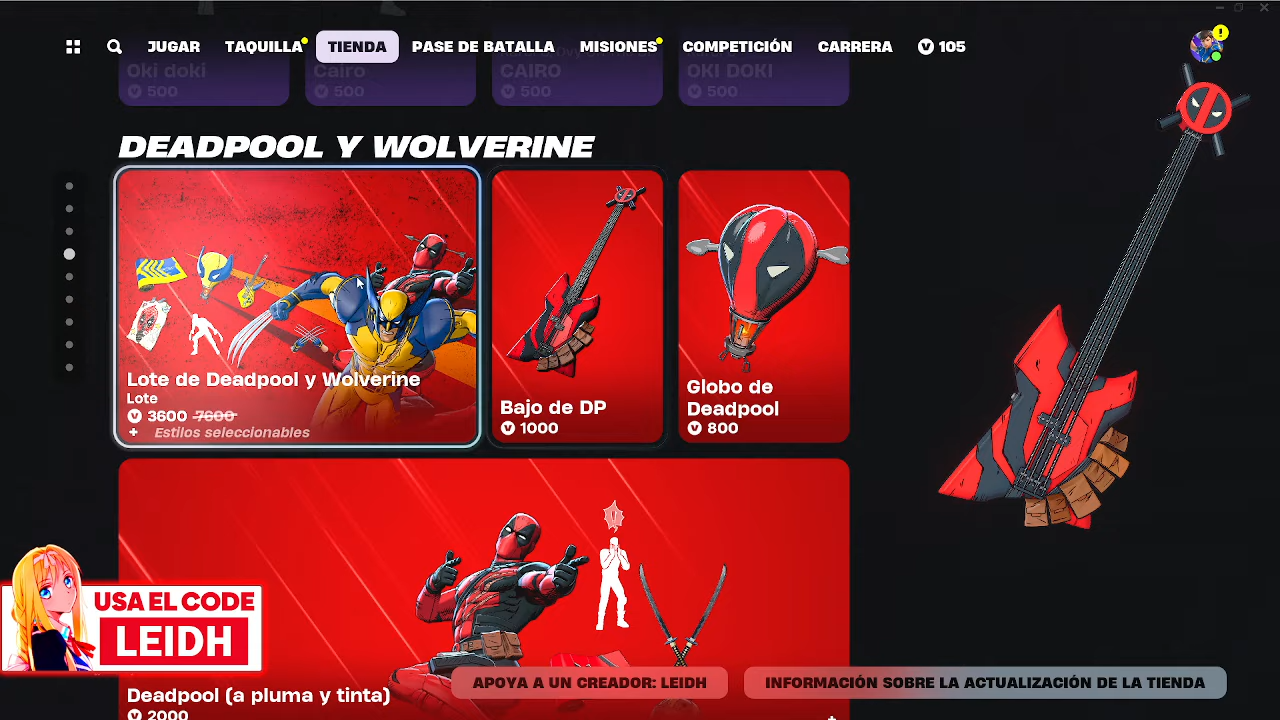 JUGAR
TAQUILLA
TIENDA
PASE DE BATALLA
MISIONES
COMPETICIÓN
CARRERA
105
Oki doki
500
Cairo
500
CAIRO
500
OKI DOKI
500
DEADPOOL Y WOLVERINE
Lote de Deadpool y Wolverine
Lote
3600 7600
+ Estilos seleccionables
Bajo de DP
1000
Globo de
Deadpool
800
USA EL CODE
LEIDH
Deadpool (a pluma y tinta)
2000
APOYA A UN CREADOR: LEIDH
INFORMACIÓN SOBRE LA ACTUALIZACIÓN DE LA TIENDA